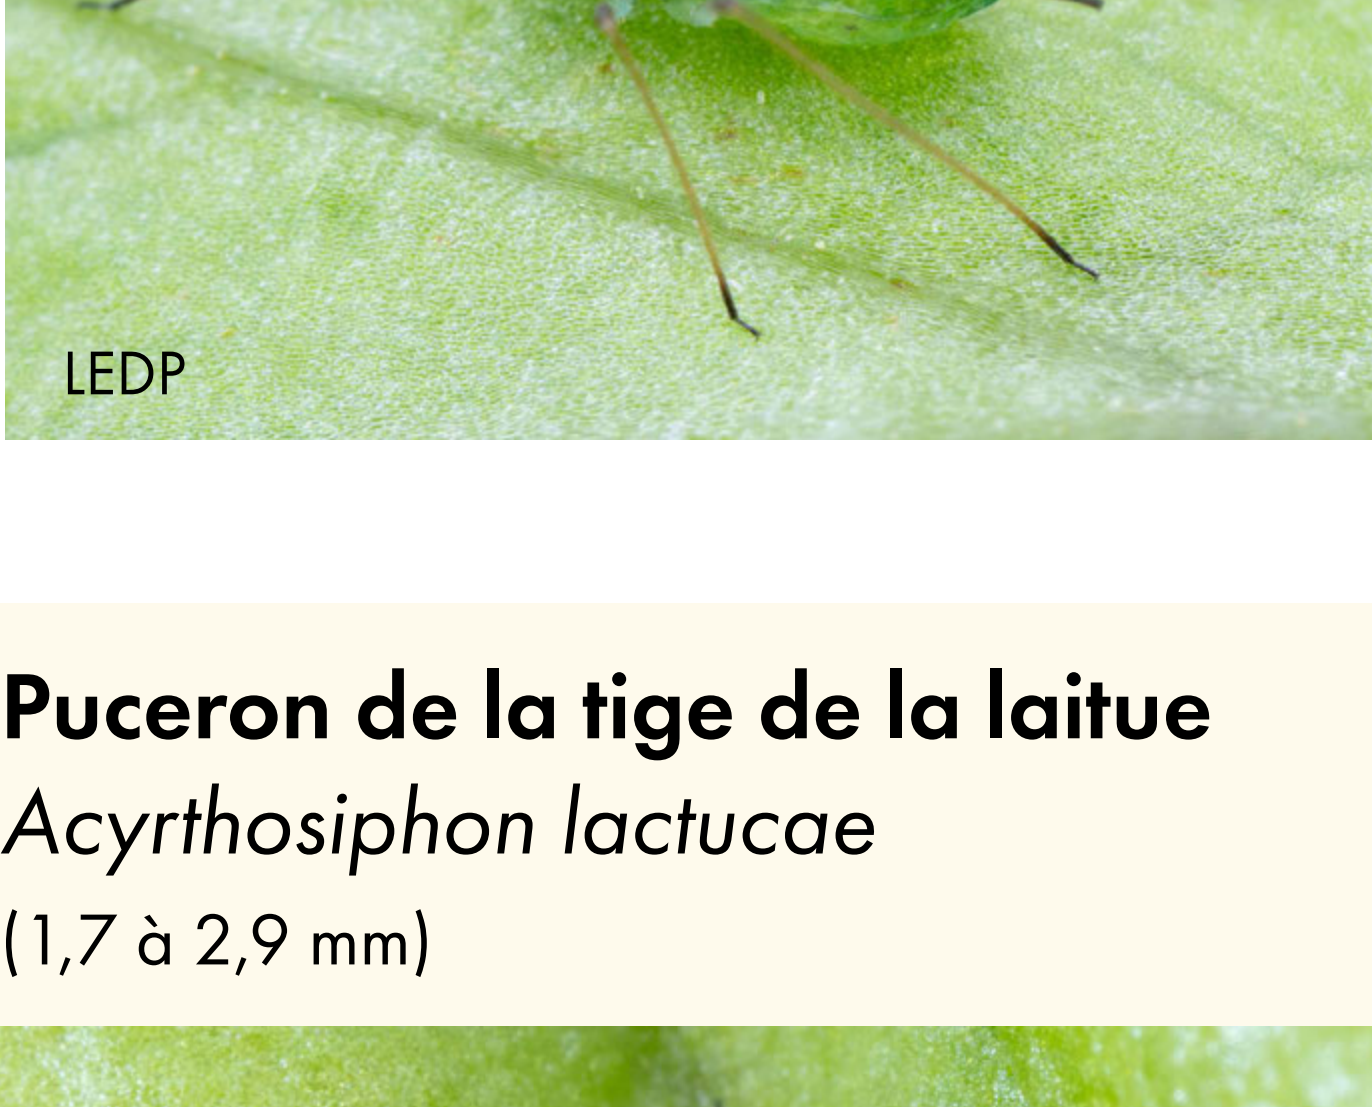 LEDP
Puceron de la tige de la laitue
Acyrthosiphon lactucae
(1,7 à 2,9 mm)